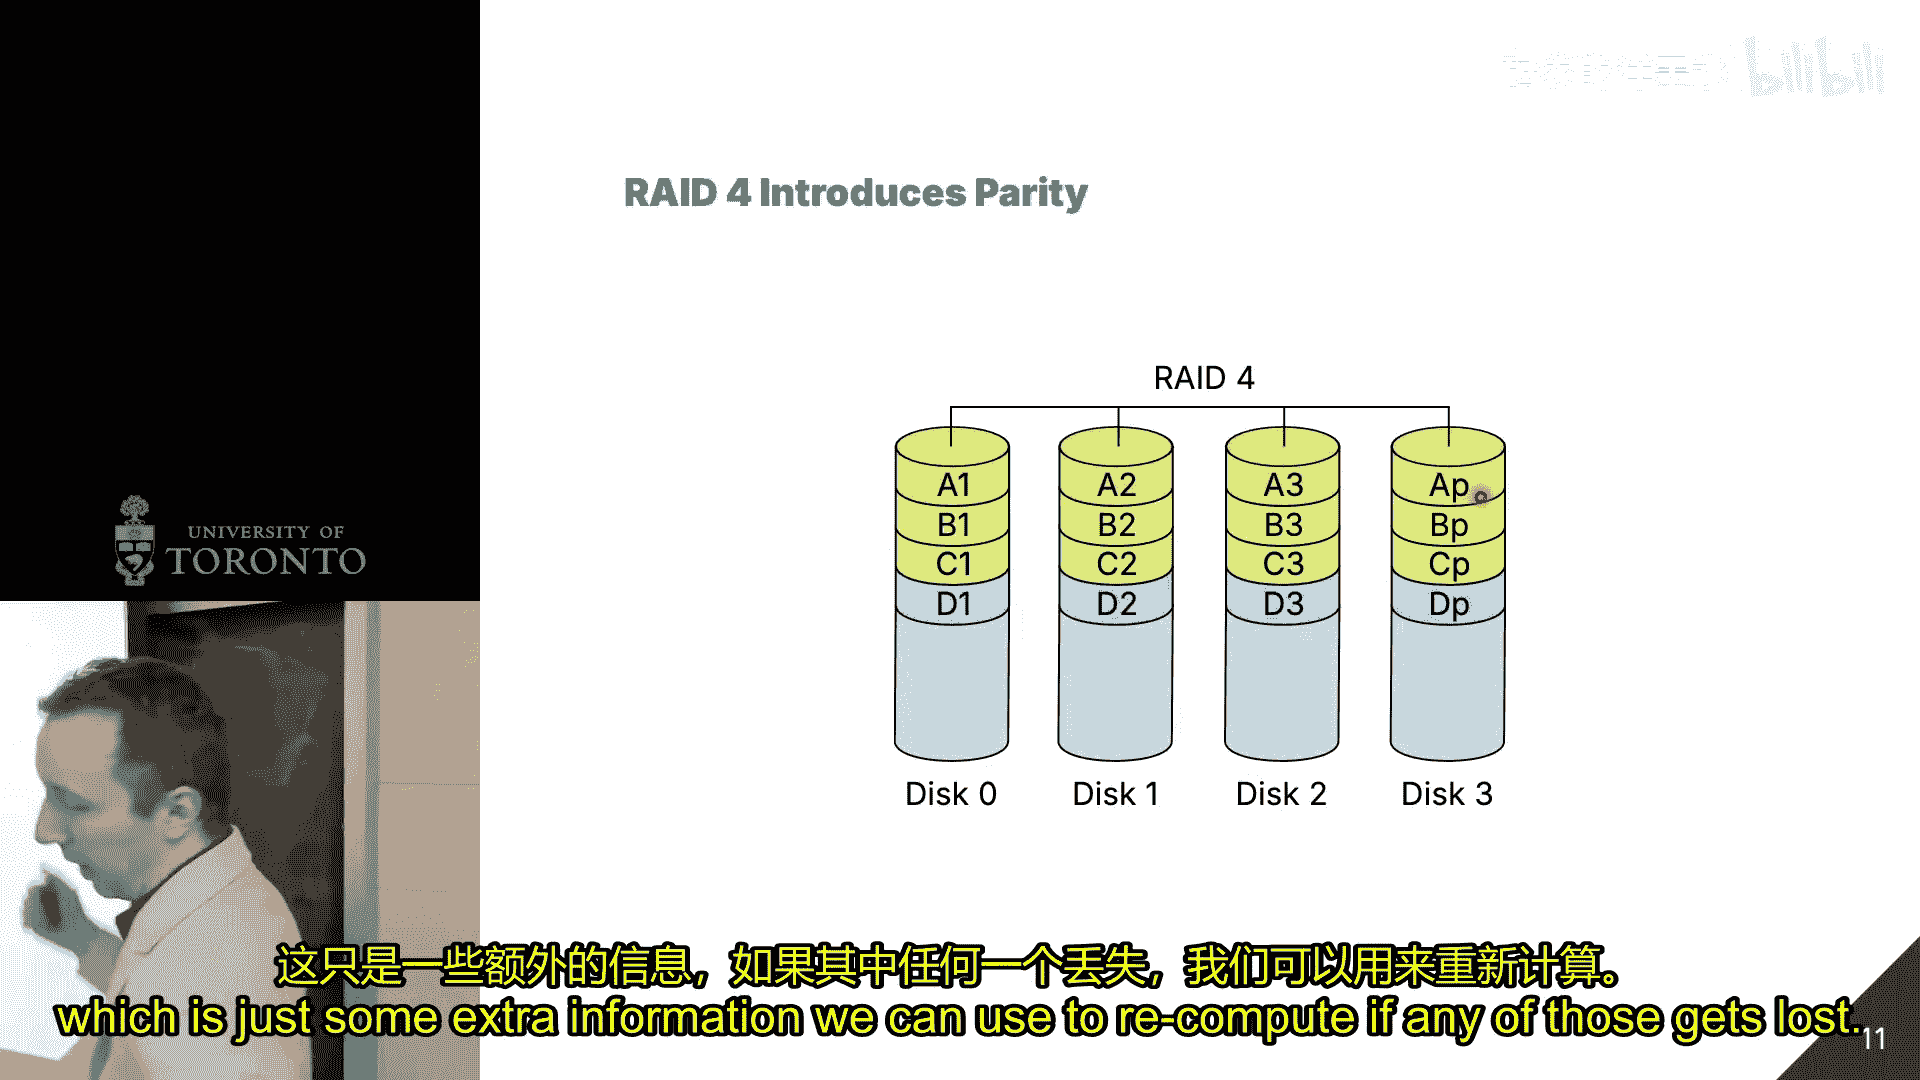 bilibili
RAID 4 Introduces Parity
RAID 4
A1 A2 A3 Ap
B1 B2 B3 Bp
C1 C2 C3 Cp
D1 D2 D3 Dp
Disk 0 Disk 1 Disk 2 Disk 3
UNIVERSITY OF
TORONTO
这只是一些额外的信息，如果其中任何一个丢失，我们可以用来重新计算。
which is just some extra information we can use to re-compute if any of those gets lost.
11